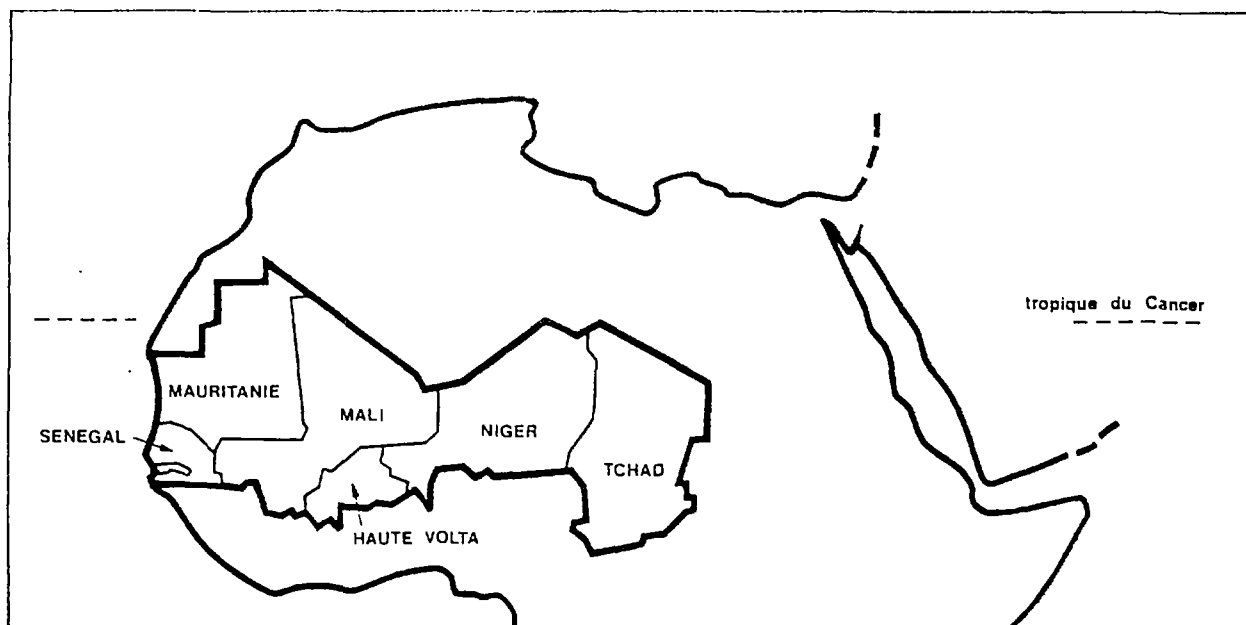 tropique du Cancer
MAURITANIE
MALI
SENEGAL
NIGER
TCHAD
HAUTE VOLTA